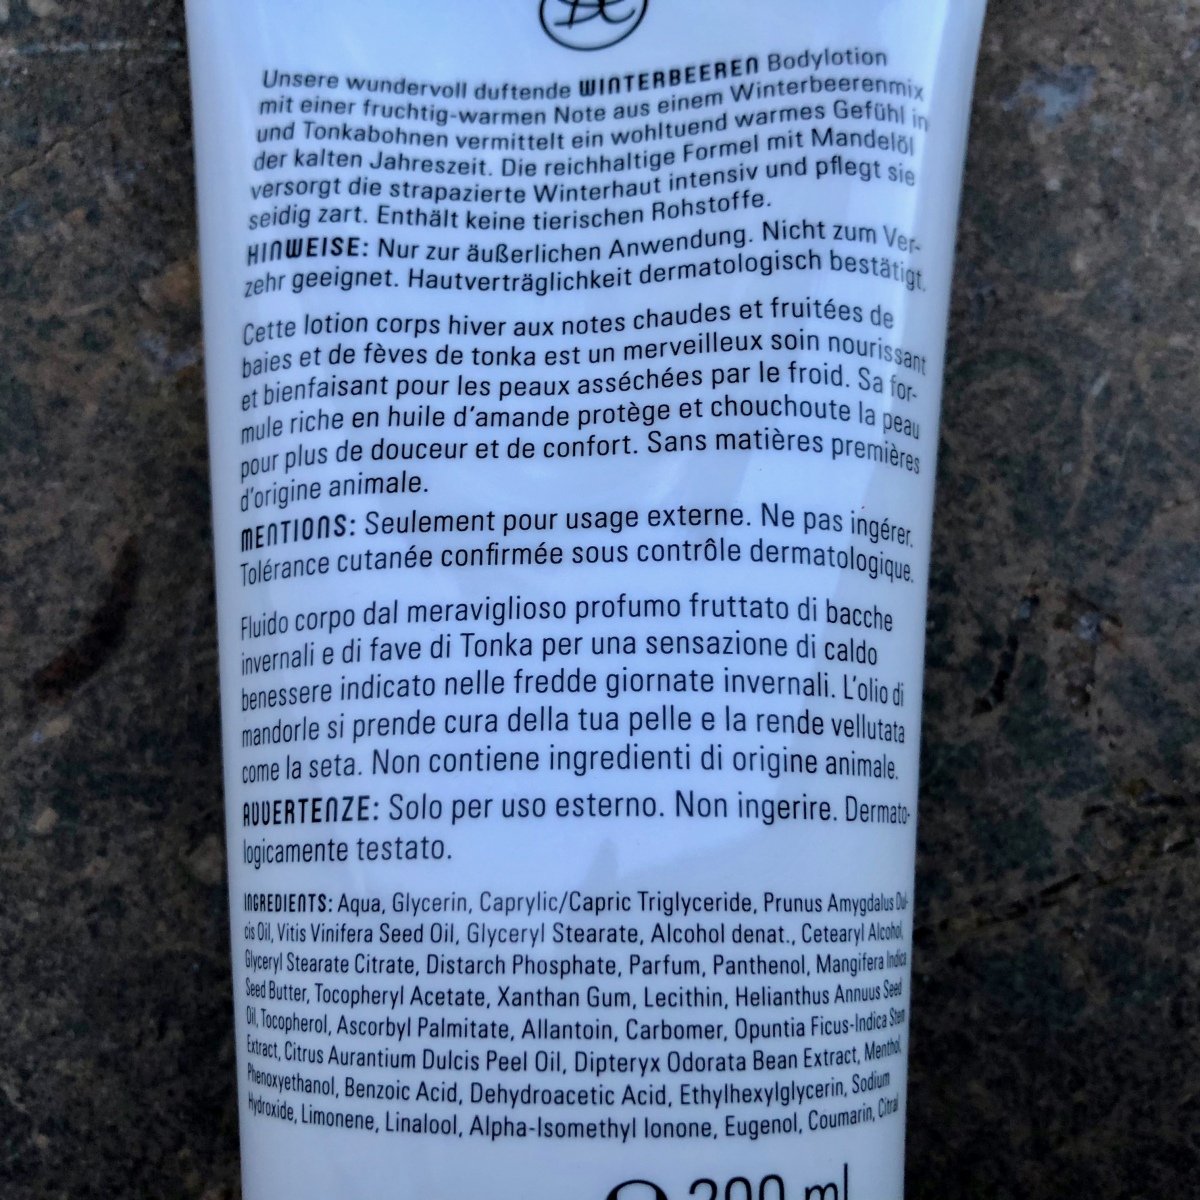 Unsere wundervoll duftende WINTERBEEREN Bodylotion
mit einer fruchtig-warmen Note aus einem Winterbeerenmix
und Tonkabohnen vermittelt ein wohltuend warmes Gefühl in
der kalten Jahreszeit. Die reichhaltige Formel mit Mandelöl
versorgt die strapazierte Winterhaut intensiv und pflegt sie
seidig zart. Enthält keine tierischen Rohstoffe.
HINWEISE: Nur zur äußerlichen Anwendung. Nicht zum Ver-
zehr geeignet. Hautverträglichkeit dermatologisch bestätigt.
Cette lotion corps hiver aux notes chaudes et fruitées de
baies et de fèves de tonka est un merveilleux soin nourissant
et bienfaisant pour les peaux asséchées par le froid. Sa for-
mule riche en huile d'amande protège et chouchoute la peau
pour plus de douceur et de confort. Sans matières premières
d'origine animale.
MENTIONS: Seulement pour usage externe. Ne pas ingérer.
Tolérance cutanée confirmée sous contrôle dermatologique.
Fluido corpo dal meraviglioso profumo fruttato di bacche
invernali e di fave di Tonka per una sensazione di caldo
benessere indicato nelle fredde giornate invernali. L'olio di
mandorle si prende cura della tua pelle e la rende vellutata
come la seta. Non contiene ingredienti di origine animale.
AVVERTENZE: Solo per uso esterno. Non ingerire. Dermato-
logicamente testato.
INGREDIENTS: Aqua, Glycerin, Caprylic/Capric Triglyceride, Prunus Amygdalus Dul-
cis Oil, Vitis Vinifera Seed Oil, Glyceryl Stearate, Alcohol denat., Cetearyl Alcohol,
Glyceryl Stearate Citrate, Distarch Phosphate, Parfum, Panthenol, Mangifera Indica
Seed Butter, Tocopheryl Acetate, Xanthan Gum, Lecithin, Helianthus Annuus Seed
Oil, Tocopherol, Ascorbyl Palmitate, Allantoin, Carbomer, Opuntia Ficus-Indica Stem
Extract, Citrus Aurantium Dulcis Peel Oil, Dipteryx Odorata Bean Extract, Menthol,
Phenoxyethanol, Benzoic Acid, Dehydroacetic Acid, Ethylhexylglycerin, Sodium
Hydroxide, Limonene, Linalool, Alpha-Isomethyl Ionone, Eugenol, Coumarin, Citral
200 ml